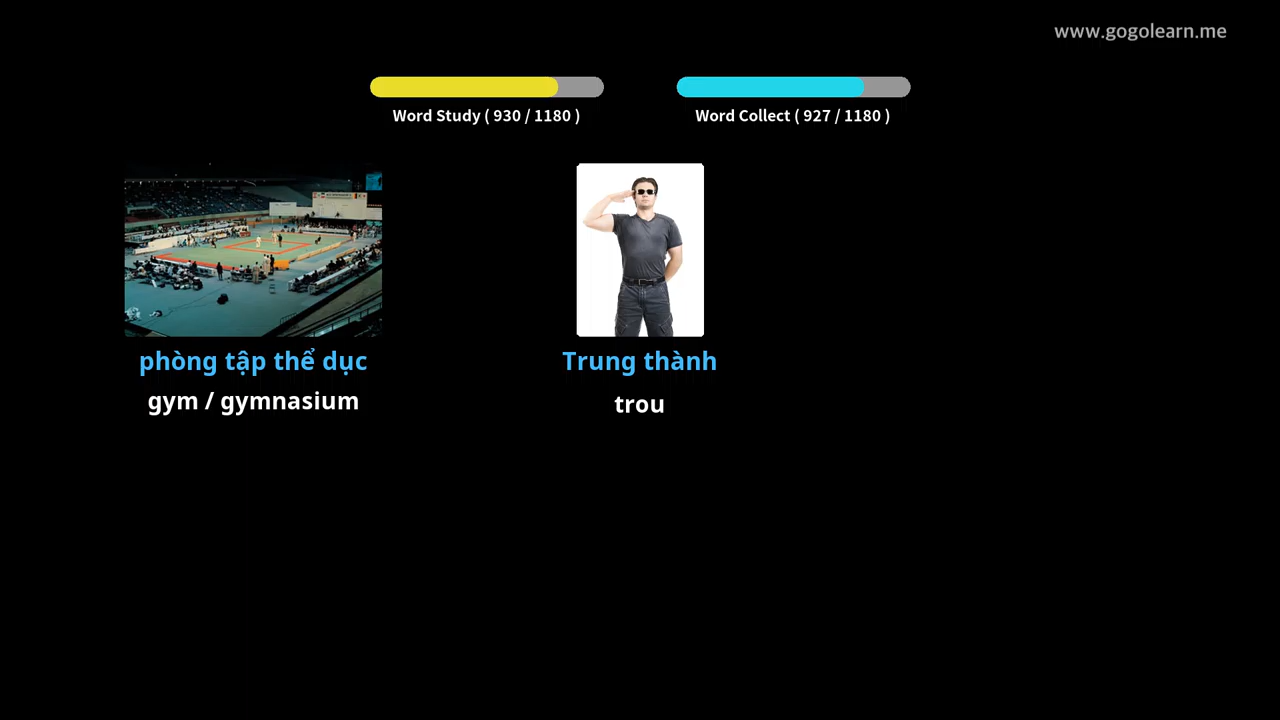 www.gogolearn.me
Word Study ( 930 / 1180 )
Word Collect ( 927 / 1180 )
phòng tập thể dục
gym / gymnasium
Trung thành
trou